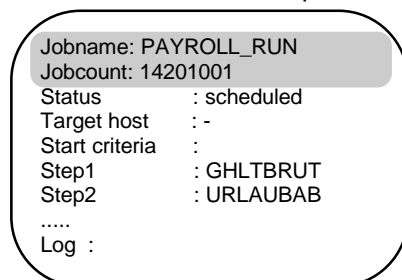 Jobname: PAYROLL_RUN
Jobcount: 14201001
Status : scheduled
Target host : -
Start criteria :
Step1 : GHLTBRUT
Step2 : URLAUBAB
.....
Log :